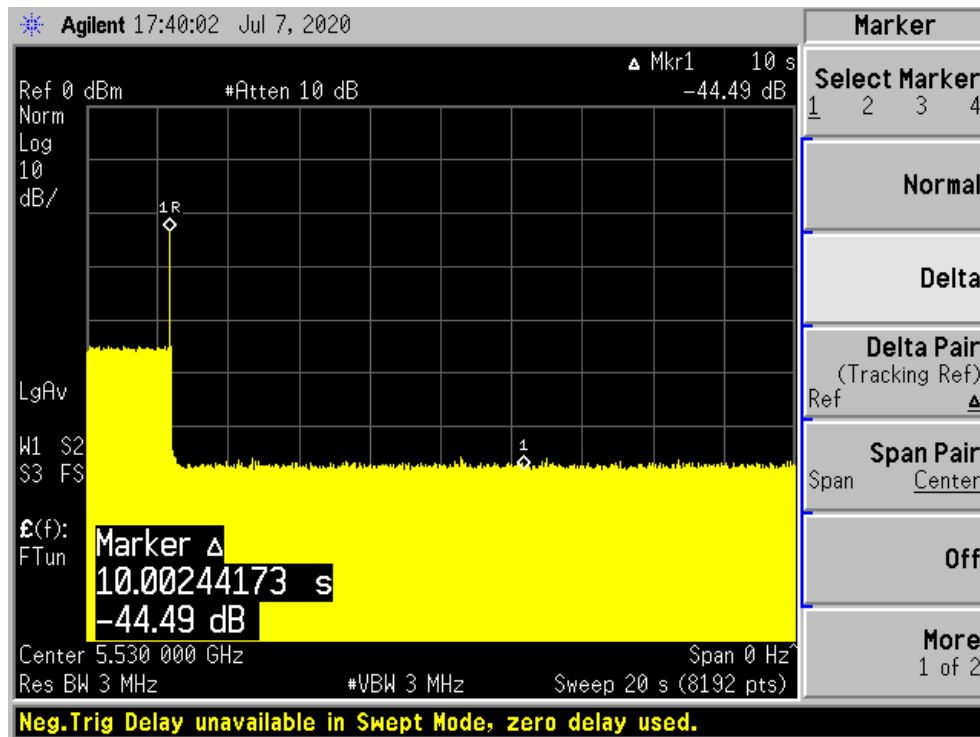 Agilent 17:40:02 Jul 7, 2020
Marker
Δ Mkr1 10 s
Ref 0 dBm #Atten 10 dB -44.49 dB
Norm
Log
10
dB/
1R
LgAv
1
W1 S2
S3 FS
£(f):
FTun
Marker Δ
10.00244173 s
-44.49 dB
Center 5.530 000 GHz Span 0 Hz^
Res BW 3 MHz #VBW 3 MHz Sweep 20 s (8192 pts)
Neg.Trig Delay unavailable in Swept Mode, zero delay used.
Select Marker
1 2 3 4
Normal
Delta
Delta Pair
(Tracking Ref)
Ref Δ
Span Pair
Span Center
Off
More
1 of 2